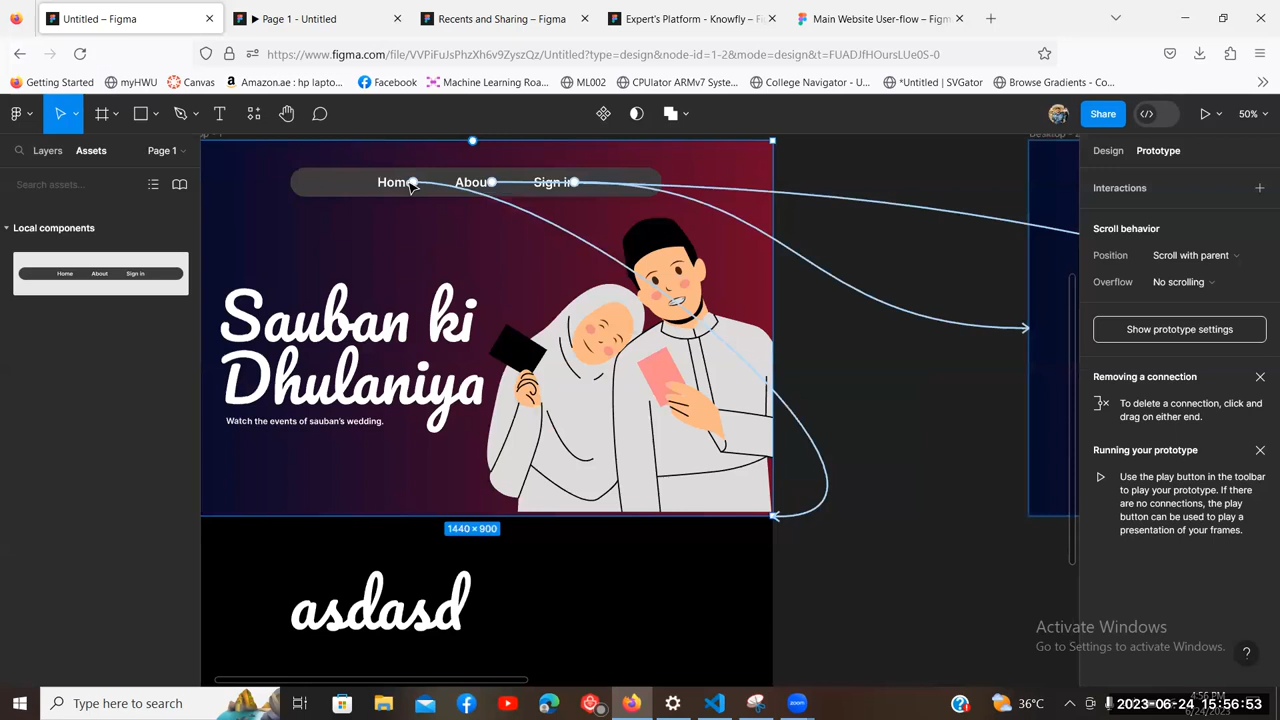 Untitled – Figma
Page 1 - Untitled
Recents and Sharing – Figma
Expert's Platform - Knowfly – Fi
Main Website User-flow – Figm
https://www.figma.com/file/VVPiFuJsPhzXh6v9ZyszQz/Untitled?type=design&node-id=1-2&mode=design&t=FUADJfHOursLUe0S-0
Getting Started
myHWU
Canvas
Amazon.ae : hp lapto...
Facebook
Machine Learning Roa...
ML002
CPUlator ARMv7 Syste...
College Navigator - U...
*Untitled | SVGator
Browse Gradients - Co...
Share
50%
Layers
Assets
Page 1
Design
Prototype
Search assets...
Local components
Home About Sign in
Home
About
Sign in
Sauban ki
Dhulaniya
Watch the events of sauban's wedding.
1440 × 900
asdasd
Interactions
Scroll behavior
Position
Scroll with parent
Overflow
No scrolling
Show prototype settings
Removing a connection
To delete a connection, click and
drag on either end.
Running your prototype
Use the play button in the toolbar
to play your prototype. If there
are no connections, the play
button can be used to play a
presentation of your frames.
Activate Windows
Go to Settings to activate Windows.
Type here to search
36°C
4:56 PM
2023-06-24 15:56:53